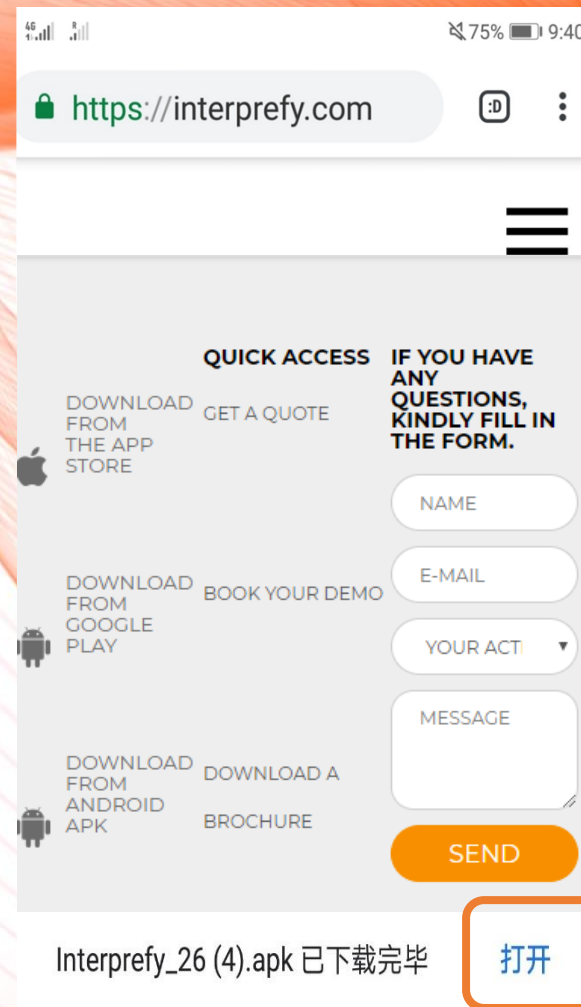 4G R 75% 9:40
https://interprefy.com :D
DOWNLOAD
FROM
THE APP
STORE
DOWNLOAD
FROM
GOOGLE
PLAY
DOWNLOAD
FROM
ANDROID
APK
QUICK ACCESS
GET A QUOTE
BOOK YOUR DEMO
DOWNLOAD A
BROCHURE
IF YOU HAVE
ANY
QUESTIONS,
KINDLY FILL IN
THE FORM.
NAME
E-MAIL
YOUR ACTI
MESSAGE
SEND
Interprefy_26 (4).apk 已下载完毕 打开